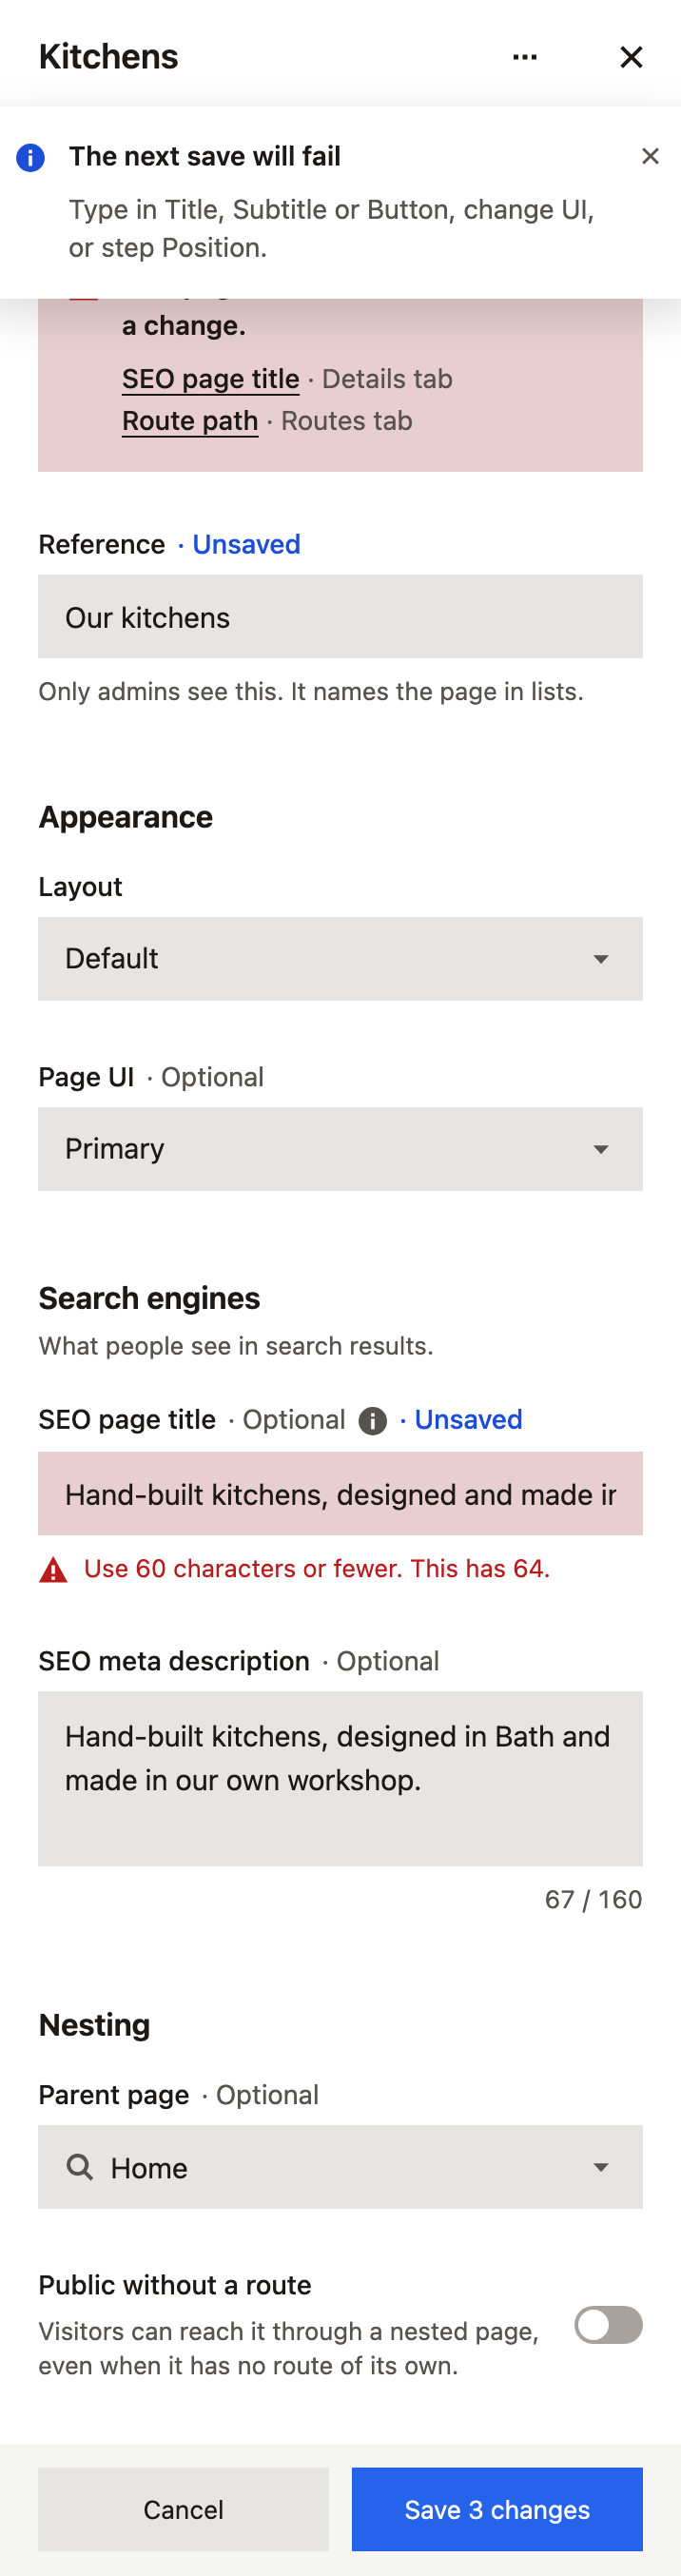 Kitchens
The next save will fail
Type in Title, Subtitle or Button, change UI,
or step Position.
a change.
SEO page title · Details tab
Route path · Routes tab
Reference · Unsaved
Our kitchens
Only admins see this. It names the page in lists.
Appearance
Layout
Default
Page UI · Optional
Primary
Search engines
What people see in search results.
SEO page title · Optional · Unsaved
Hand-built kitchens, designed and made
Use 60 characters or fewer. This has 64.
SEO meta description · Optional
Hand-built kitchens, designed in Bath and
made in our own workshop.
67 / 160
Nesting
Parent page · Optional
Home
Public without a route
Visitors can reach it through a nested page,
even when it has no route of its own.
Cancel
Save 3 changes